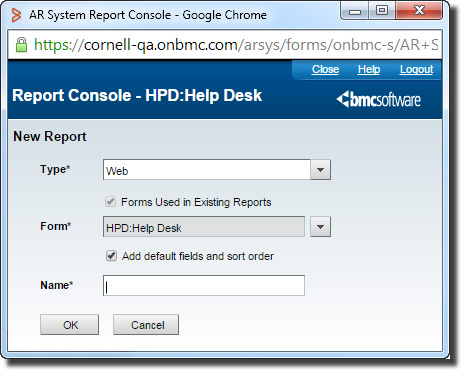 AR System Report Console - Google Chrome
https://cornell-qa.onbmc.com/arsys/forms/onbmc-s/AR+S
Close Help Logout
Report Console - HPD:Help Desk
bmcsoftware
New Report
Type* Web
Forms Used in Existing Reports
Form* HPD:Help Desk
Add default fields and sort order
Name*
OK Cancel